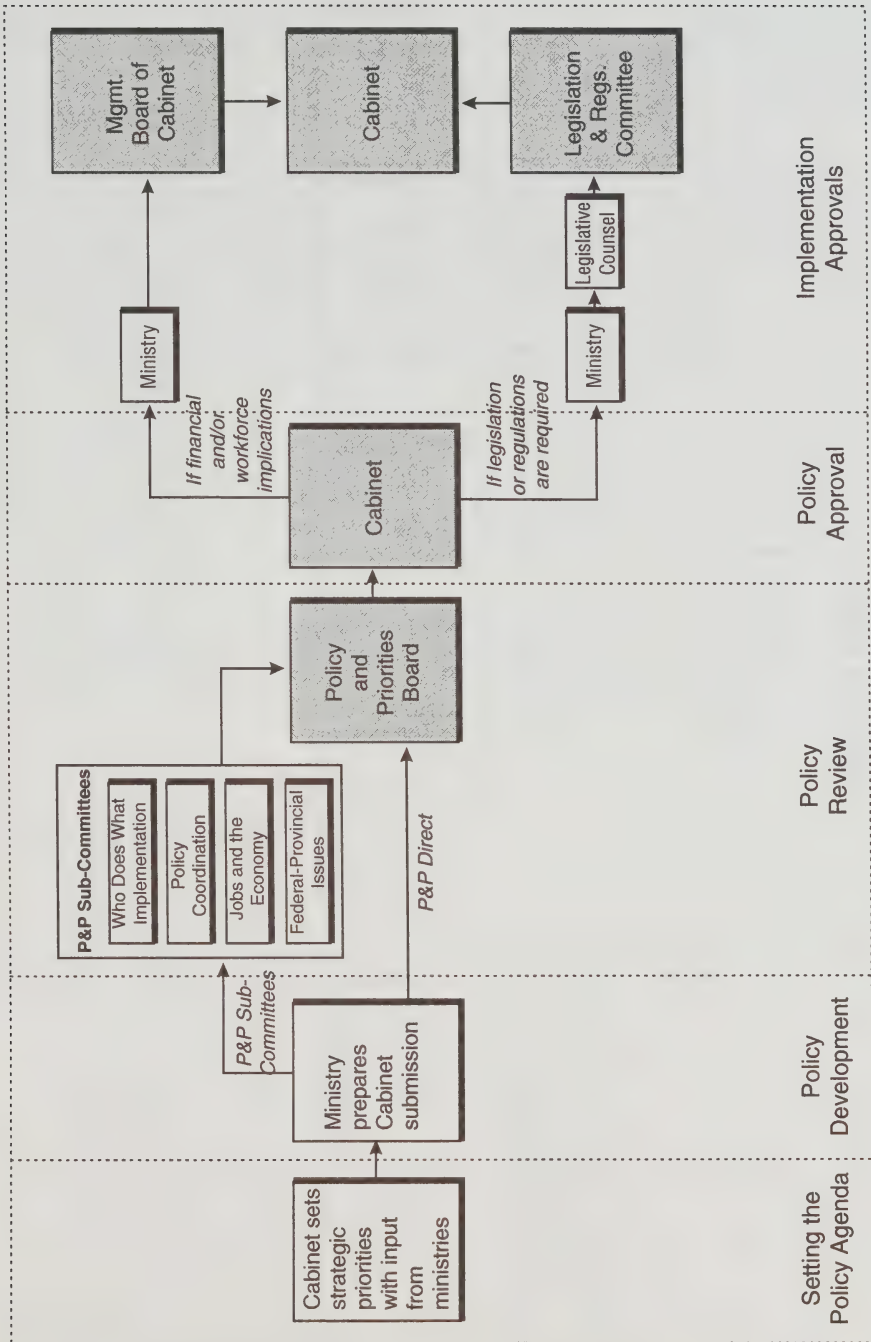 Cabinet sets
strategic
priorities
with input
from
ministries
Setting the
Policy Agenda
Ministry
prepares
Cabinet
submission
P&P Sub-
Committees
P&P Direct
Policy
Development
P&P Sub-Committees
Who Does What
Implementation
Policy
Coordination
Jobs and the
Economy
Federal-Provincial
Issues
Policy
and
Priorities
Board
Policy
Review
If financial
and/or
workforce
implications
Cabinet
If legislation
or regulations
are required
Policy
Approval
Ministry
Mgmt.
Board of
Cabinet
Cabinet
Ministry
Legislative
Counsel
Legislation
& Regs.
Committee
Implementation
Approvals